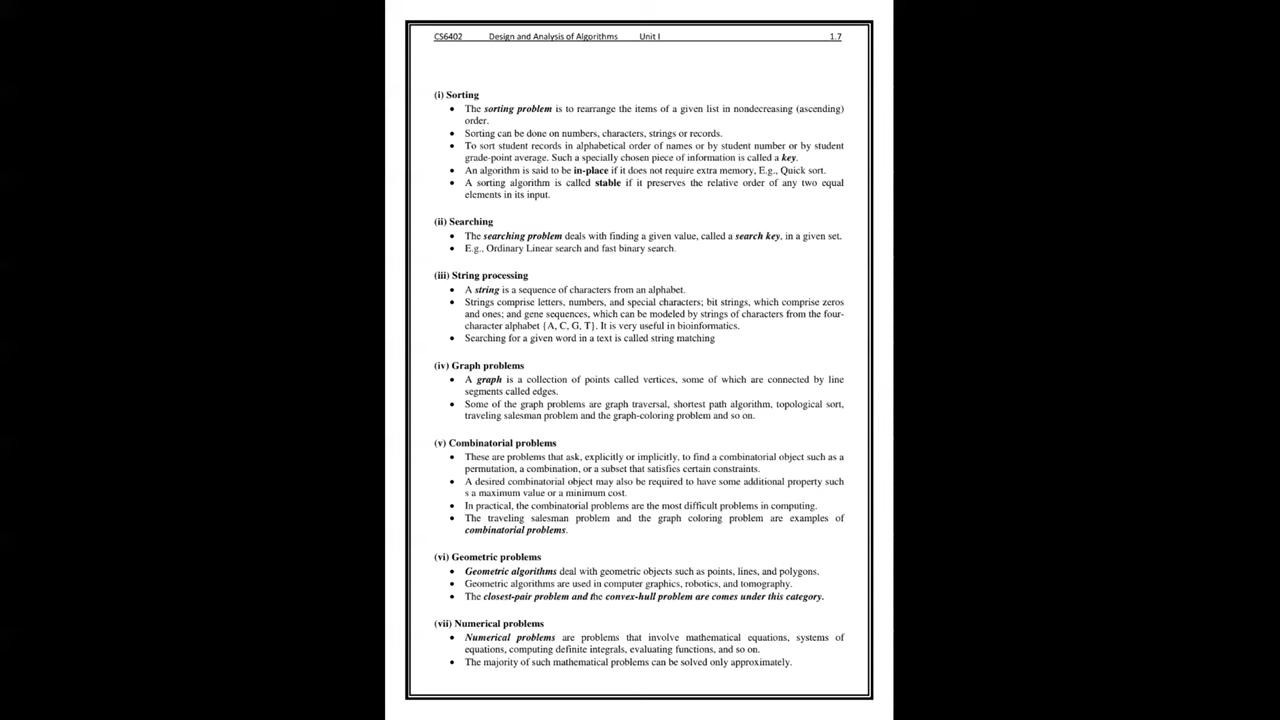 CS6402 Design and Analysis of Algorithms Unit I 1.7
(i) Sorting
• The sorting problem is to rearrange the items of a given list in nondecreasing (ascending)
order.
• Sorting can be done on numbers, characters, strings or records.
• To sort student records in alphabetical order of names or by student number or by student
grade-point average. Such a specially chosen piece of information is called a key.
• An algorithm is said to be in-place if it does not require extra memory, E.g., Quick sort.
• A sorting algorithm is called stable if it preserves the relative order of any two equal
elements in its input.
(ii) Searching
• The searching problem deals with finding a given value, called a search key, in a given set.
• E.g., Ordinary Linear search and fast binary search.
(iii) String processing
• A string is a sequence of characters from an alphabet.
• Strings comprise letters, numbers, and special characters; bit strings, which comprise zeros
and ones; and gene sequences, which can be modeled by strings of characters from the four-
character alphabet {A, C, G, T}. It is very useful in bioinformatics.
• Searching for a given word in a text is called string matching
(iv) Graph problems
• A graph is a collection of points called vertices, some of which are connected by line
segments called edges.
• Some of the graph problems are graph traversal, shortest path algorithm, topological sort,
traveling salesman problem and the graph-coloring problem and so on.
(v) Combinatorial problems
• These are problems that ask, explicitly or implicitly, to find a combinatorial object such as a
permutation, a combination, or a subset that satisfies certain constraints.
• A desired combinatorial object may also be required to have some additional property such
s a maximum value or a minimum cost.
• In practical, the combinatorial problems are the most difficult problems in computing.
• The traveling salesman problem and the graph coloring problem are examples of
combinatorial problems.
(vi) Geometric problems
• Geometric algorithms deal with geometric objects such as points, lines, and polygons.
• Geometric algorithms are used in computer graphics, robotics, and tomography.
• The closest-pair problem and the convex-hull problem are comes under this category.
(vii) Numerical problems
• Numerical problems are problems that involve mathematical equations, systems of
equations, computing definite integrals, evaluating functions, and so on.
• The majority of such mathematical problems can be solved only approximately.